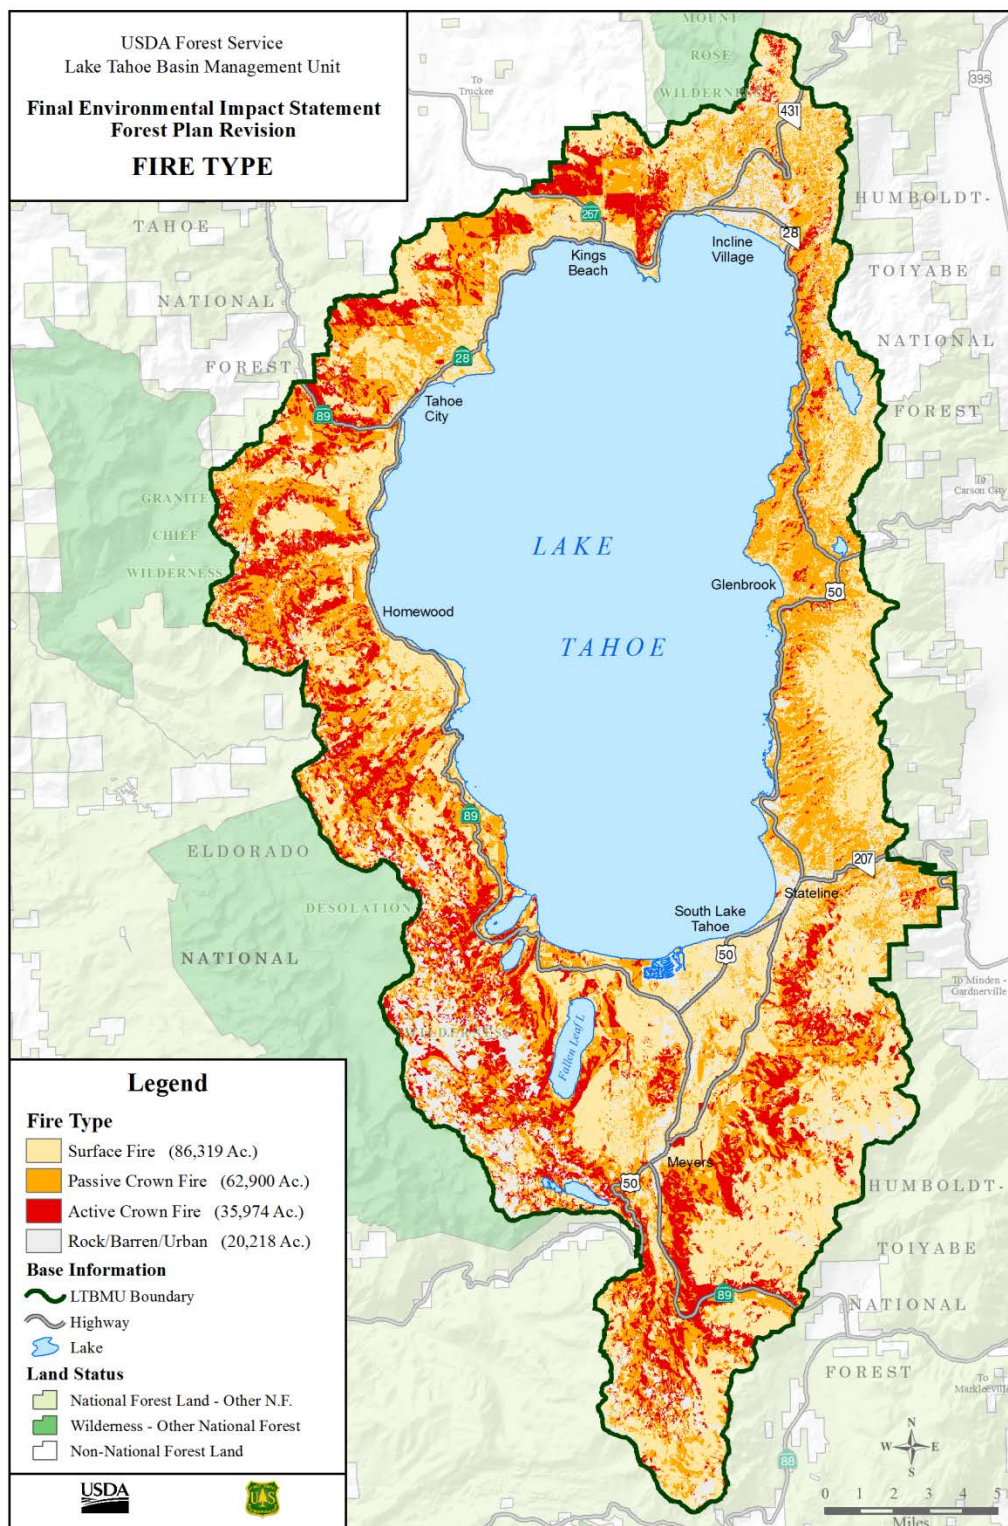 USDA Forest Service
Lake Tahoe Basin Management Unit
Final Environmental Impact Statement
Forest Plan Revision
FIRE TYPE
MOUNT
ROSE
WILDERNESS
To
Truckee
395
431
267
28
Kings
Beach
Incline
Village
HUMBOLDT-
TOIYABE
NATIONAL
FOREST
TAHOE
NATIONAL
FOREST
28
Tahoe
City
89
To
Carson City
GRANITE
CHIEF
WILDERNESS
LAKE
TAHOE
Glenbrook
50
Homewood
89
ELDORADO
NATIONAL
DESOLATION
WILDERNESS
207
Stateline
South Lake
Tahoe
50
To Minden -
Gardnerville
Fallen Leaf L
Meyers
50
89
HUMBOLDT-
TOIYABE
NATIONAL
FOREST
To
Markleeville
88
Legend
Fire Type
Surface Fire (86,319 Ac.)
Passive Crown Fire (62,900 Ac.)
Active Crown Fire (35,974 Ac.)
Rock/Barren/Urban (20,218 Ac.)
Base Information
LTBMU Boundary
Highway
Lake
Land Status
National Forest Land - Other N.F.
Wilderness - Other National Forest
Non-National Forest Land
USDA
U S
N
W E
S
0 1 2 3 4 5
Miles